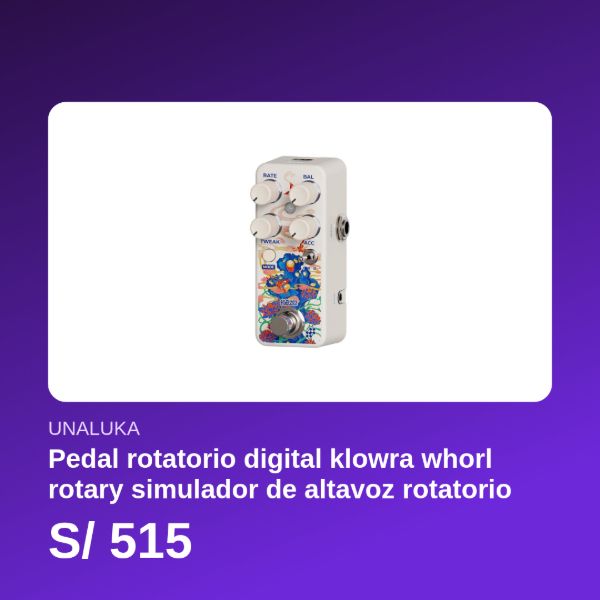 RATE BAL
TWEAK ACC
UNALUKA
Pedal rotatorio digital klowra whorl
rotary simulador de altavoz rotatorio
S/ 515